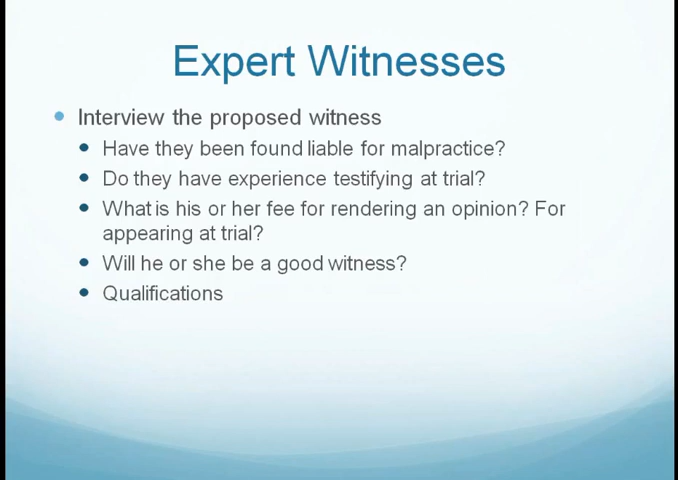 Expert Witnesses
Interview the proposed witness
Have they been found liable for malpractice?
Do they have experience testifying at trial?
What is his or her fee for rendering an opinion? For
appearing at trial?
Will he or she be a good witness?
Qualifications